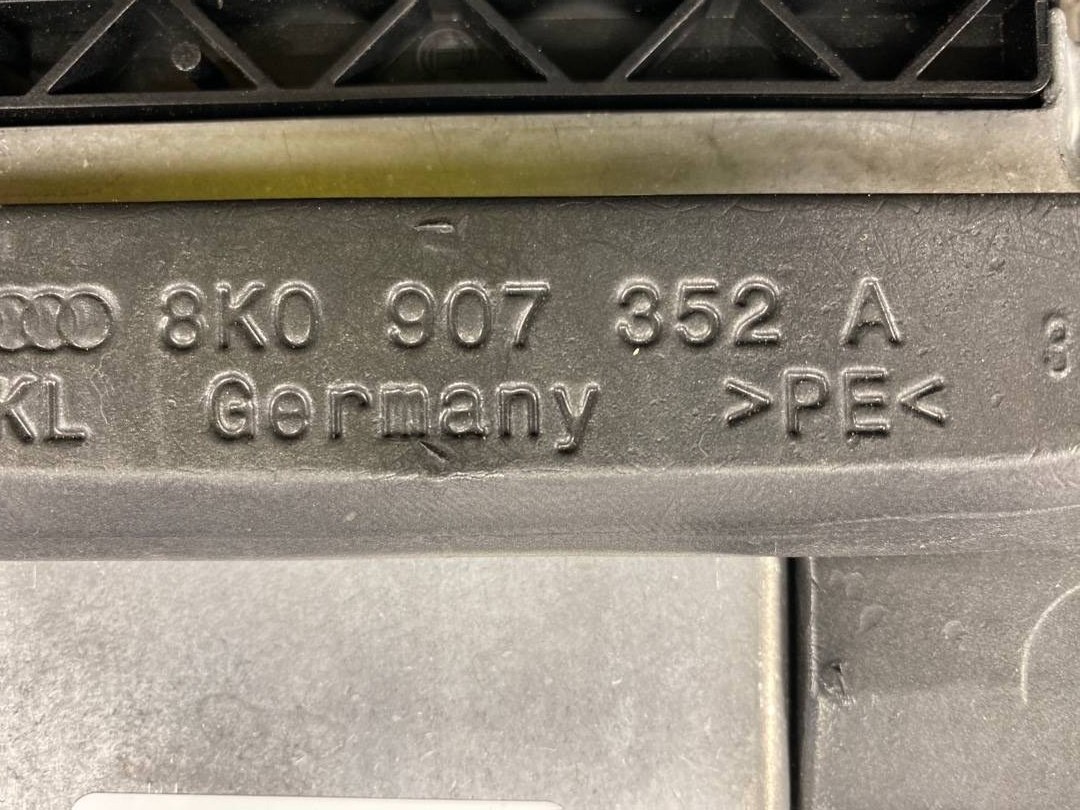 8K0 907 352 A
KL Germany >PE<